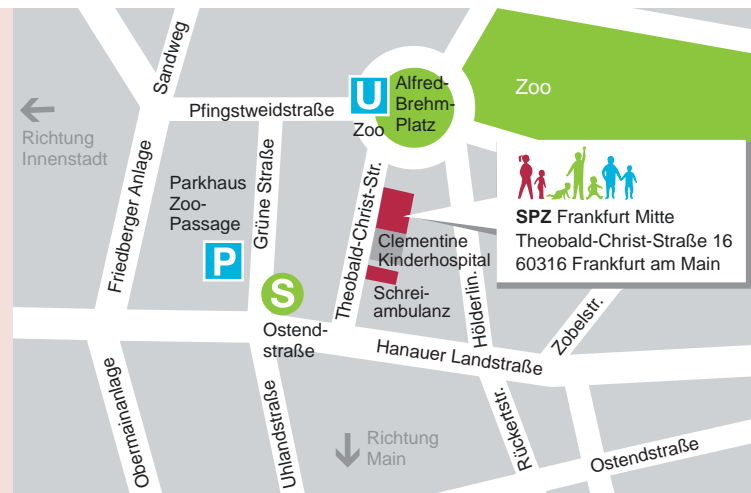 Sandweg
Pfingstweidstraße
U
Zoo
Alfred-
Brehm-
Platz
Zoo
Richtung
Innenstadt
Friedberger Anlage
Parkhaus
Zoo-
Passage
P
Grüne Straße
Theobald-Christ-Str.
SPZ Frankfurt Mitte
Theobald-Christ-Straße 16
60316 Frankfurt am Main
Clementine
Kinderhospital
Schrei-
ambulanz
Hölderlin.
Zobelstr.
S
Ostend-
straße
Hanauer Landstraße
Obermainanlage
Uhlandstraße
Richtung
Main
Rückertstr.
Ostendstraße